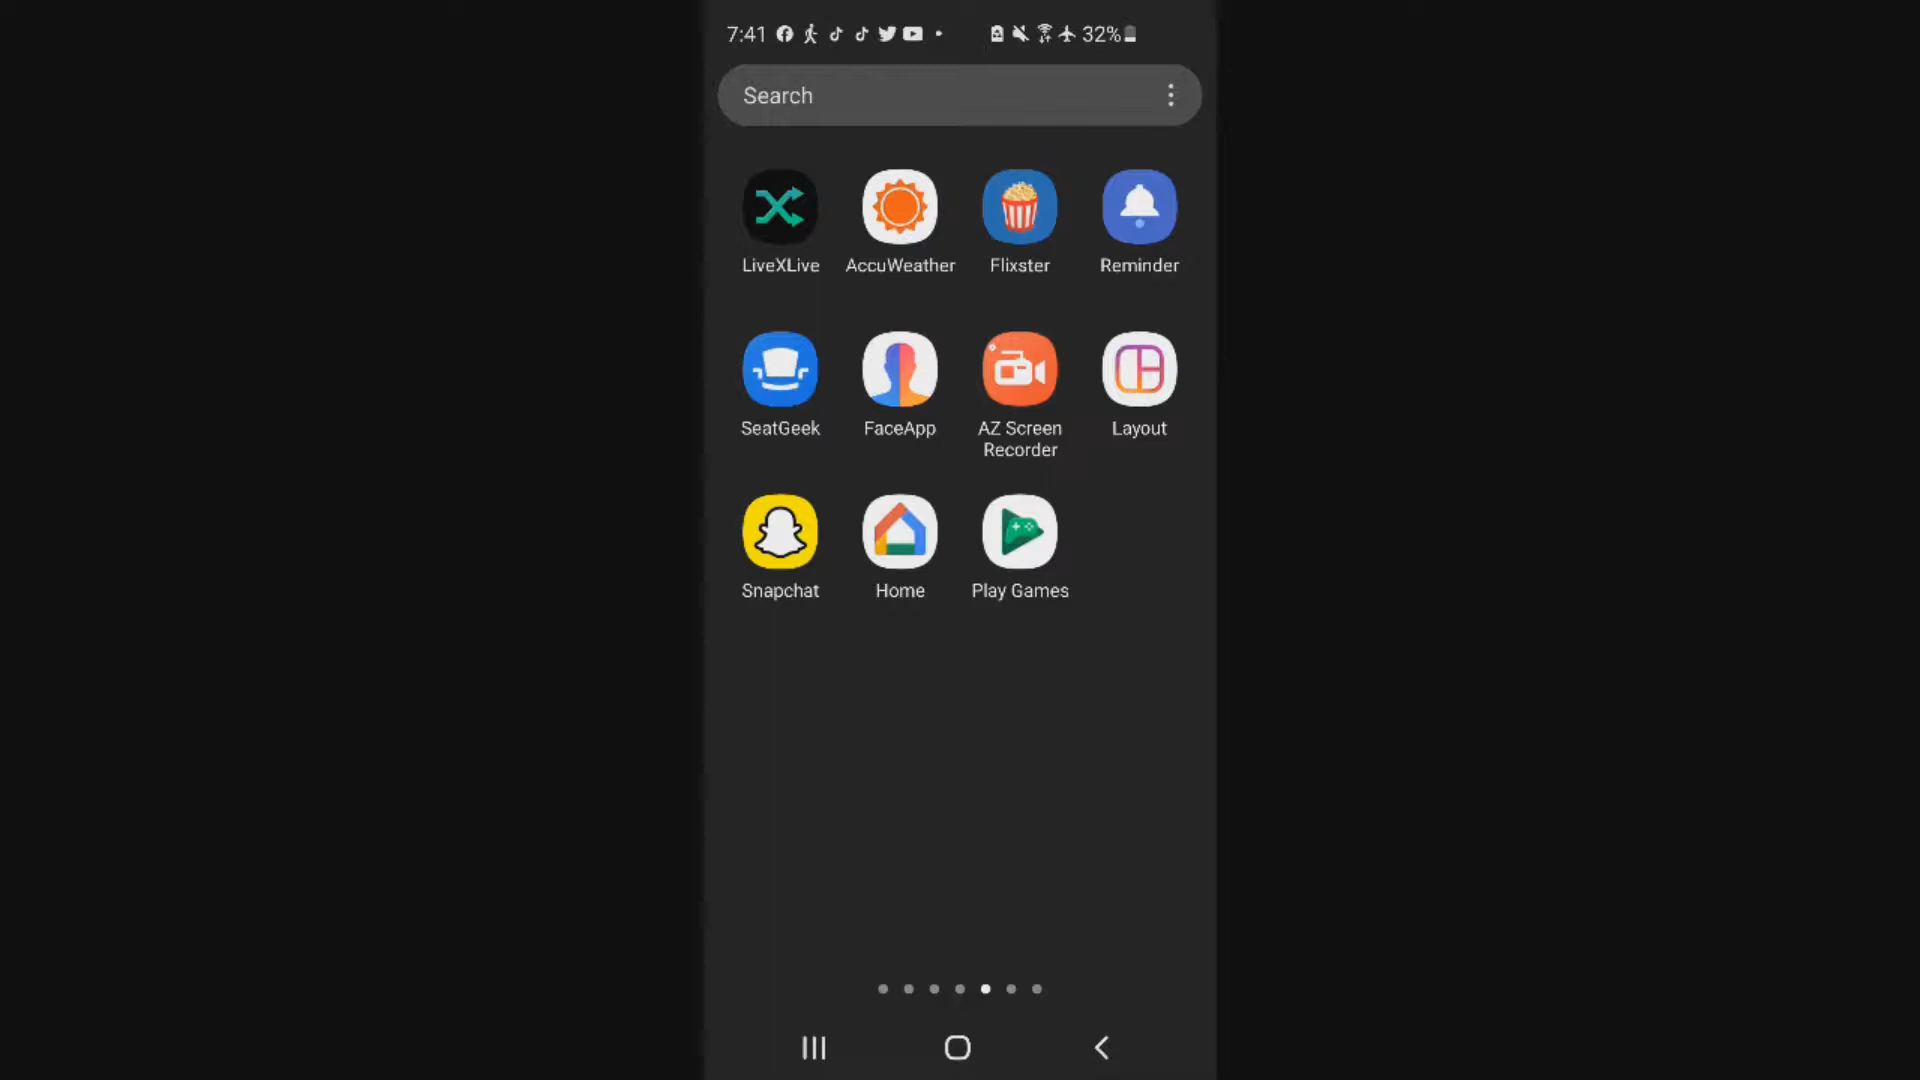 7:41 32%
Search
LiveXLive AccuWeather Flixster Reminder
SeatGeek FaceApp AZ Screen Recorder Layout
Snapchat Home Play Games